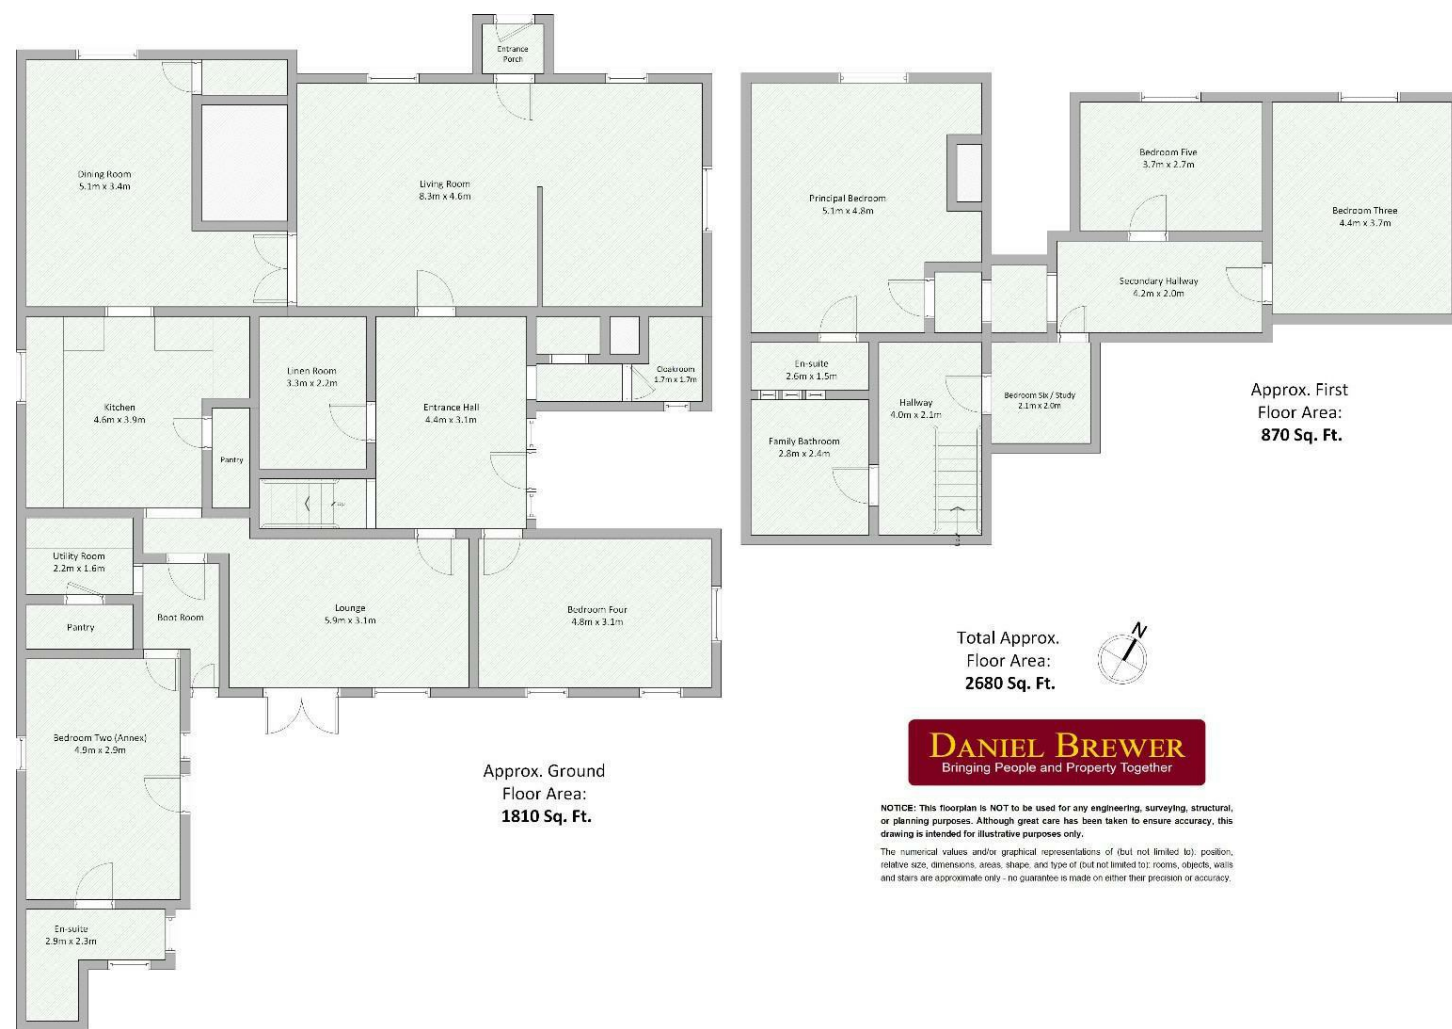 Entrance
Porch
Dining Room
5.1m x 3.4m
Living Room
8.3m x 4.6m
Kitchen
4.6m x 3.9m
Pantry
Linen Room
3.3m x 2.2m
Entrance Hall
4.4m x 3.1m
Cloakroom
1.7m x 1.7m
Utility Room
2.2m x 1.6m
Pantry
Boot Room
Lounge
5.9m x 3.1m
Bedroom Four
4.8m x 3.1m
Bedroom Two (Annex)
4.9m x 2.9m
En-suite
2.9m x 2.3m
Approx. Ground
Floor Area:
1810 Sq. Ft.
Principal Bedroom
5.1m x 4.8m
Bedroom Five
3.7m x 2.7m
Bedroom Three
4.4m x 3.7m
Secondary Hallway
4.2m x 2.0m
En-suite
2.6m x 1.5m
Hallway
4.0m x 2.1m
Bedroom Six / Study
2.1m x 2.0m
Family Bathroom
2.8m x 2.4m
Approx. First
Floor Area:
870 Sq. Ft.
Total Approx.
Floor Area:
2680 Sq. Ft.
N
DANIEL BREWER
Bringing People and Property Together
NOTICE: This floorplan is NOT to be used for any engineering, surveying, structural,
or planning purposes. Although great care has been taken to ensure accuracy, this
drawing is intended for illustrative purposes only.
The numerical values and/or graphical representations of (but not limited to): position,
relative size, dimensions, areas, shape, and type of (but not limited to): rooms, objects, walls
and stairs are approximate only - no guarantee is made on either their precision or accuracy.